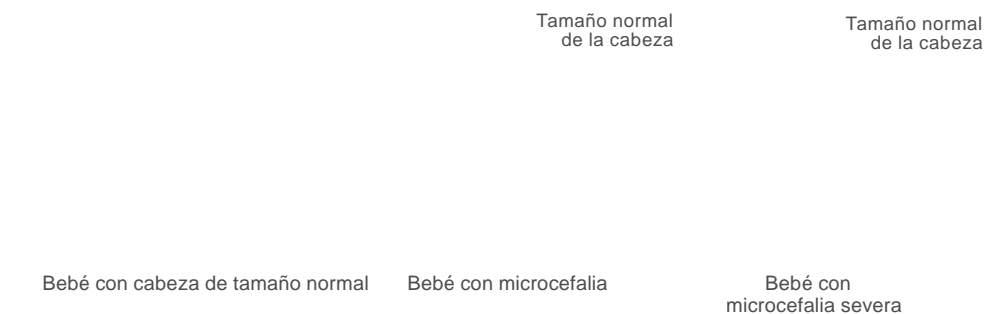 Tamaño normal
de la cabeza
Tamaño normal
de la cabeza
Bebé con cabeza de tamaño normal
Bebé con microcefalia
Bebé con
microcefalia severa